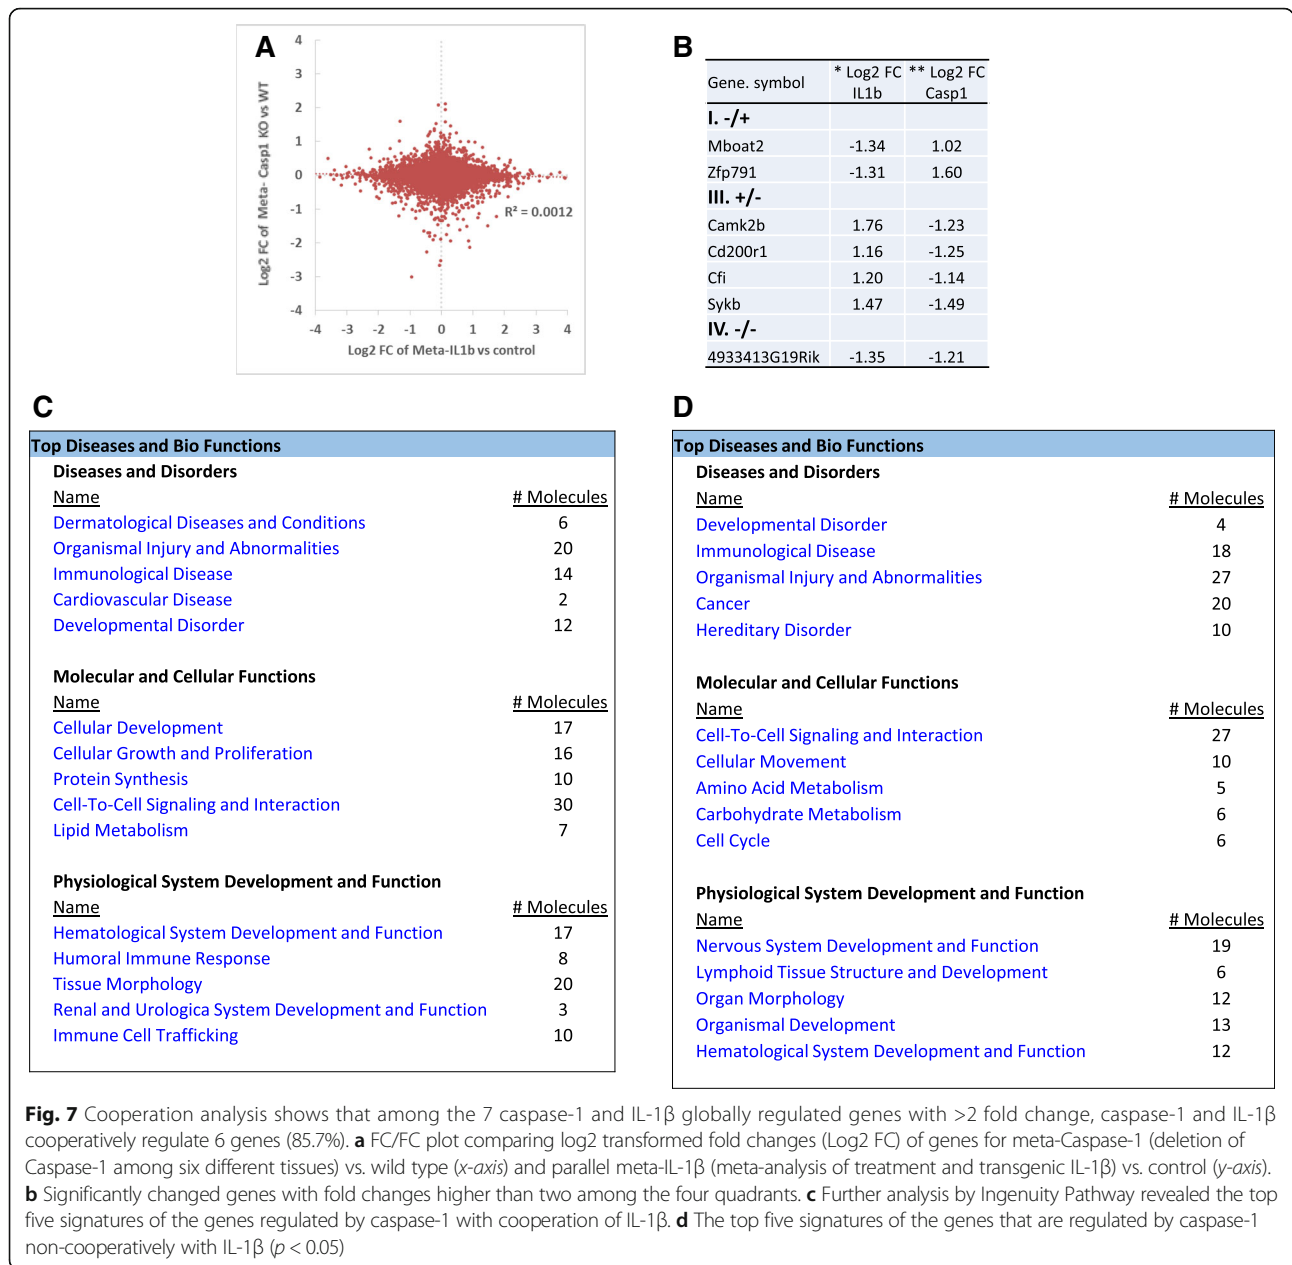 A
4
3
2
1
0
-1
-2
-3
-4
Log2 FC of Meta- Casp1 KO vs WT
R² = 0.0012
-4 -3 -2 -1 0 1 2 3 4
Log2 FC of Meta-IL1b vs control
B
Gene. symbol * Log2 FC IL1b ** Log2 FC Casp1
I. -/+
Mboat2 -1.34 1.02
Zfp791 -1.31 1.60
III. +/-
Camk2b 1.76 -1.23
Cd200r1 1.16 -1.25
Cfi 1.20 -1.14
Sykb 1.47 -1.49
IV. -/-
4933413G19Rik -1.35 -1.21
C
Top Diseases and Bio Functions
Diseases and Disorders
Name # Molecules
Dermatological Diseases and Conditions 6
Organismal Injury and Abnormalities 20
Immunological Disease 14
Cardiovascular Disease 2
Developmental Disorder 12
Molecular and Cellular Functions
Name # Molecules
Cellular Development 17
Cellular Growth and Proliferation 16
Protein Synthesis 10
Cell-To-Cell Signaling and Interaction 30
Lipid Metabolism 7
Physiological System Development and Function
Name # Molecules
Hematological System Development and Function 17
Humoral Immune Response 8
Tissue Morphology 20
Renal and Urologica System Development and Function 3
Immune Cell Trafficking 10
D
Top Diseases and Bio Functions
Diseases and Disorders
Name # Molecules
Developmental Disorder 4
Immunological Disease 18
Organismal Injury and Abnormalities 27
Cancer 20
Hereditary Disorder 10
Molecular and Cellular Functions
Name # Molecules
Cell-To-Cell Signaling and Interaction 27
Cellular Movement 10
Amino Acid Metabolism 5
Carbohydrate Metabolism 6
Cell Cycle 6
Physiological System Development and Function
Name # Molecules
Nervous System Development and Function 19
Lymphoid Tissue Structure and Development 6
Organ Morphology 12
Organismal Development 13
Hematological System Development and Function 12
Fig. 7 Cooperation analysis shows that among the 7 caspase-1 and IL-1β globally regulated genes with >2 fold change, caspase-1 and IL-1β
cooperatively regulate 6 genes (85.7%). a FC/FC plot comparing log2 transformed fold changes (Log2 FC) of genes for meta-Caspase-1 (deletion of
Caspase-1 among six different tissues) vs. wild type (x-axis) and parallel meta-IL-1β (meta-analysis of treatment and transgenic IL-1β) vs. control (y-axis).
b Significantly changed genes with fold changes higher than two among the four quadrants. c Further analysis by Ingenuity Pathway revealed the top
five signatures of the genes regulated by caspase-1 with cooperation of IL-1β. d The top five signatures of the genes that are regulated by caspase-1
non-cooperatively with IL-1β (p < 0.05)